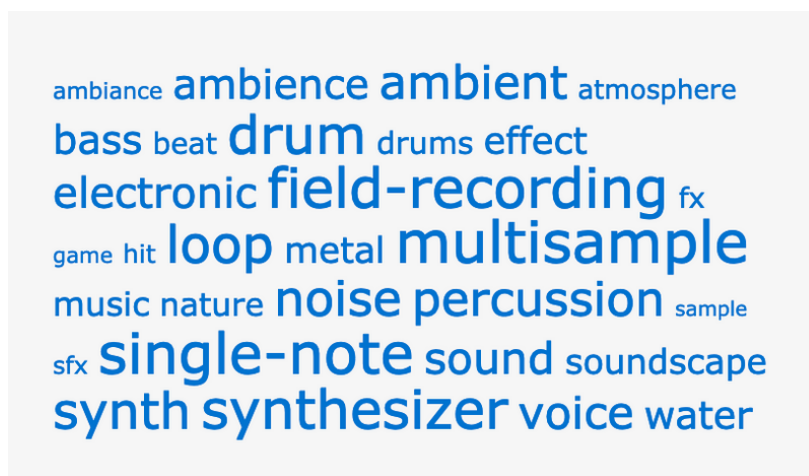 ambiance ambience ambient atmosphere
bass beat drum drums effect
electronic field-recording fx
game hit loop metal multisample
music nature noise percussion sample
sfx single-note sound soundscape
synth synthesizer voice water